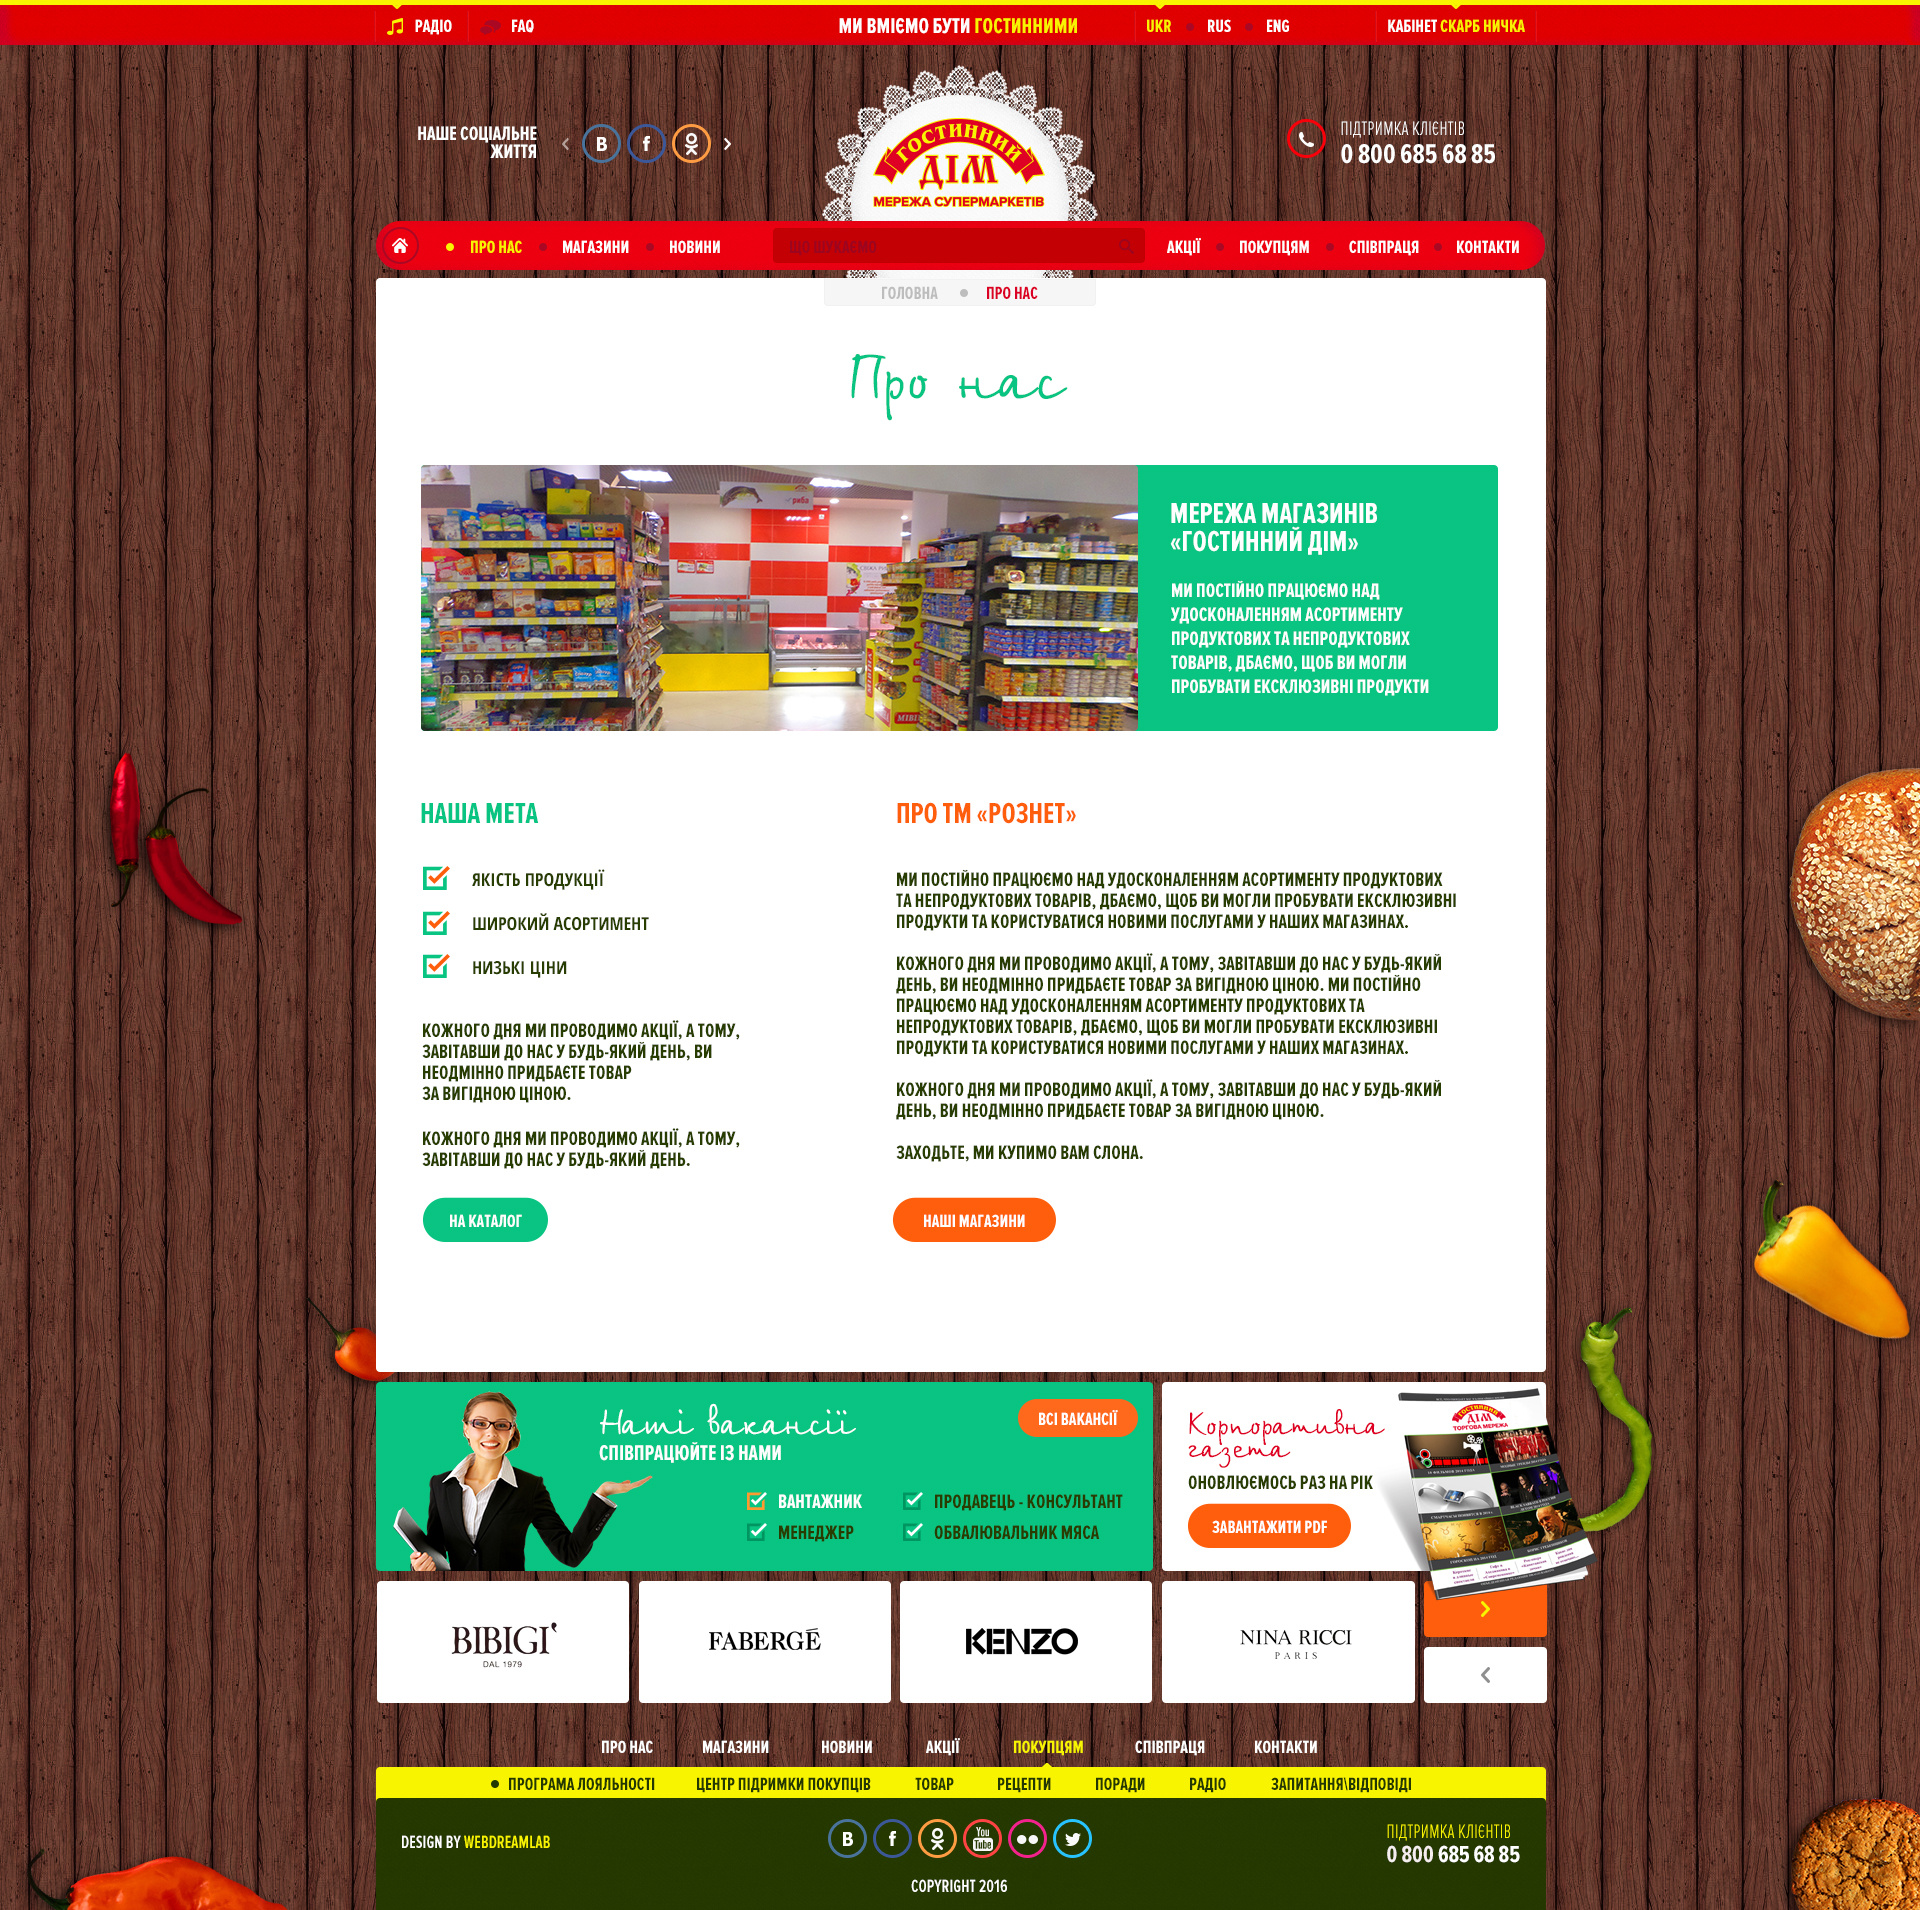 РАДІО
FAQ
МИ ВМІЄМО БУТИ ГОСТИННИМИ
UKR
RUS
ENG
КАБІНЕТ СКАРБНИЧКА
НАШЕ СОЦІАЛЬНЕ
ЖИТТЯ
ГОСТИННИЙ
ДІМ
МЕРЕЖА СУПЕРМАРКЕТІВ
ПІДТРИМКА КЛІЄНТІВ
0 800 685 68 85
ПРО НАС
МАГАЗИНИ
НОВИНИ
ЩО ШУКАЄМО
АКЦІЇ
ПОКУПЦЯМ
СПІВПРАЦЯ
КОНТАКТИ
ГОЛОВНА
ПРО НАС
Про нас
риба
МІВІ
МЕРЕЖА МАГАЗИНІВ
«ГОСТИННИЙ ДІМ»
МИ ПОСТІЙНО ПРАЦЮЄМО НАД
УДОСКОНАЛЕННЯМ АСОРТИМЕНТУ
ПРОДУКТОВИХ ТА НЕПРОДУКТОВИХ
ТОВАРІВ, ДБАЄМО, ЩОБ ВИ МОГЛИ
ПРОБУВАТИ ЕКСКЛЮЗИВНІ ПРОДУКТИ
НАША МЕТА
ЯКІСТЬ ПРОДУКЦІЇ
ШИРОКИЙ АСОРТИМЕНТ
НИЗЬКІ ЦІНИ
КОЖНОГО ДНЯ МИ ПРОВОДИМО АКЦІЇ, А ТОМУ,
ЗАВІТАВШИ ДО НАС У БУДЬ-ЯКИЙ ДЕНЬ, ВИ
НЕОДМІННО ПРИДБАЄТЕ ТОВАР
ЗА ВИГІДНОЮ ЦІНОЮ.
КОЖНОГО ДНЯ МИ ПРОВОДИМО АКЦІЇ, А ТОМУ,
ЗАВІТАВШИ ДО НАС У БУДЬ-ЯКИЙ ДЕНЬ.
НА КАТАЛОГ
ПРО ТМ «РОЗНЕТ»
МИ ПОСТІЙНО ПРАЦЮЄМО НАД УДОСКОНАЛЕННЯМ АСОРТИМЕНТУ ПРОДУКТОВИХ
ТА НЕПРОДУКТОВИХ ТОВАРІВ, ДБАЄМО, ЩОБ ВИ МОГЛИ ПРОБУВАТИ ЕКСКЛЮЗИВНІ
ПРОДУКТИ ТА КОРИСТУВАТИСЯ НОВИМИ ПОСЛУГАМИ У НАШИХ МАГАЗИНАХ.
КОЖНОГО ДНЯ МИ ПРОВОДИМО АКЦІЇ, А ТОМУ, ЗАВІТАВШИ ДО НАС У БУДЬ-ЯКИЙ
ДЕНЬ, ВИ НЕОДМІННО ПРИДБАЄТЕ ТОВАР ЗА ВИГІДНОЮ ЦІНОЮ. МИ ПОСТІЙНО
ПРАЦЮЄМО НАД УДОСКОНАЛЕННЯМ АСОРТИМЕНТУ ПРОДУКТОВИХ ТА
НЕПРОДУКТОВИХ ТОВАРІВ, ДБАЄМО, ЩОБ ВИ МОГЛИ ПРОБУВАТИ ЕКСКЛЮЗИВНІ
ПРОДУКТИ ТА КОРИСТУВАТИСЯ НОВИМИ ПОСЛУГАМИ У НАШИХ МАГАЗИНАХ.
КОЖНОГО ДНЯ МИ ПРОВОДИМО АКЦІЇ, А ТОМУ, ЗАВІТАВШИ ДО НАС У БУДЬ-ЯКИЙ
ДЕНЬ, ВИ НЕОДМІННО ПРИДБАЄТЕ ТОВАР ЗА ВИГІДНОЮ ЦІНОЮ.
ЗАХОДЬТЕ, МИ КУПИМО ВАМ СЛОНА.
НАШІ МАГАЗИНИ
Наші вакансії
СПІВПРАЦЮЙТЕ ІЗ НАМИ
ВСІ ВАКАНСІЇ
ВАНТАЖНИК
ПРОДАВЕЦЬ - КОНСУЛЬТАНТ
МЕНЕДЖЕР
ОБВАЛЮВАЛЬНИК МЯСА
Корпоративна
газета
ОНОВЛЮЄМОСЬ РАЗ НА РІК
ЗАВАНТАЖИТИ PDF
ГОСТИННИЙ
ДІМ
ТОРГОВА МЕРЕЖА
BIBIGI
DAL 1979
FABERGÉ
KENZO
NINA RICCI
PARIS
ПРО НАС
МАГАЗИНИ
НОВИНИ
АКЦІЇ
ПОКУПЦЯМ
СПІВПРАЦЯ
КОНТАКТИ
ПРОГРАМА ЛОЯЛЬНОСТІ
ЦЕНТР ПІДРИМКИ ПОКУПЦІВ
ТОВАР
РЕЦЕПТИ
ПОРАДИ
РАДІО
ЗАПИТАННЯ\ВІДПОВІДІ
DESIGN BY WEBDREAMLAB
You
Tube
ПІДТРИМКА КЛІЄНТІВ
0 800 685 68 85
COPYRIGHT 2016